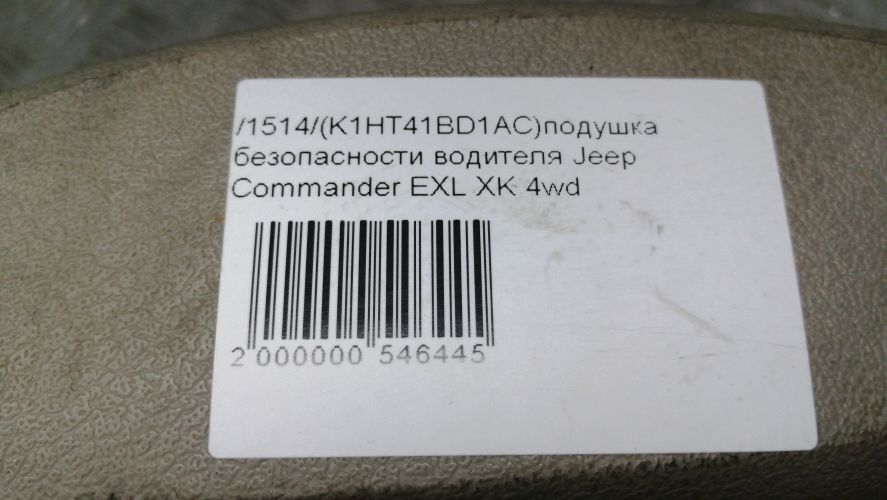 /1514/(K1HT41BD1AC)подушка
безопасности водителя Jeep
Commander EXL XK 4wd
2 000000 546445